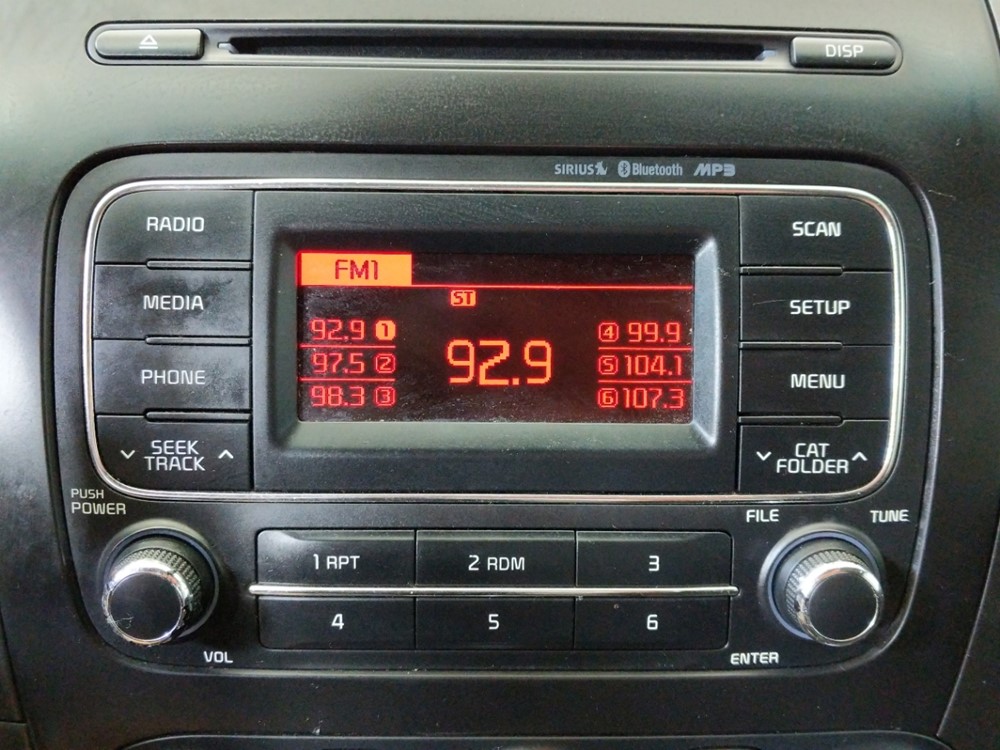 DISP
SIRIUS Bluetooth MP3
RADIO
MEDIA
PHONE
SEEK
TRACK
FM1
ST
92.9 1
97.5 2
98.3 3
92.9
4 99.9
5 104.1
6 107.3
SCAN
SETUP
MENU
CAT
FOLDER
PUSH
POWER
VOL
1 RPT
2 RDM
3
4
5
6
FILE
TUNE
ENTER